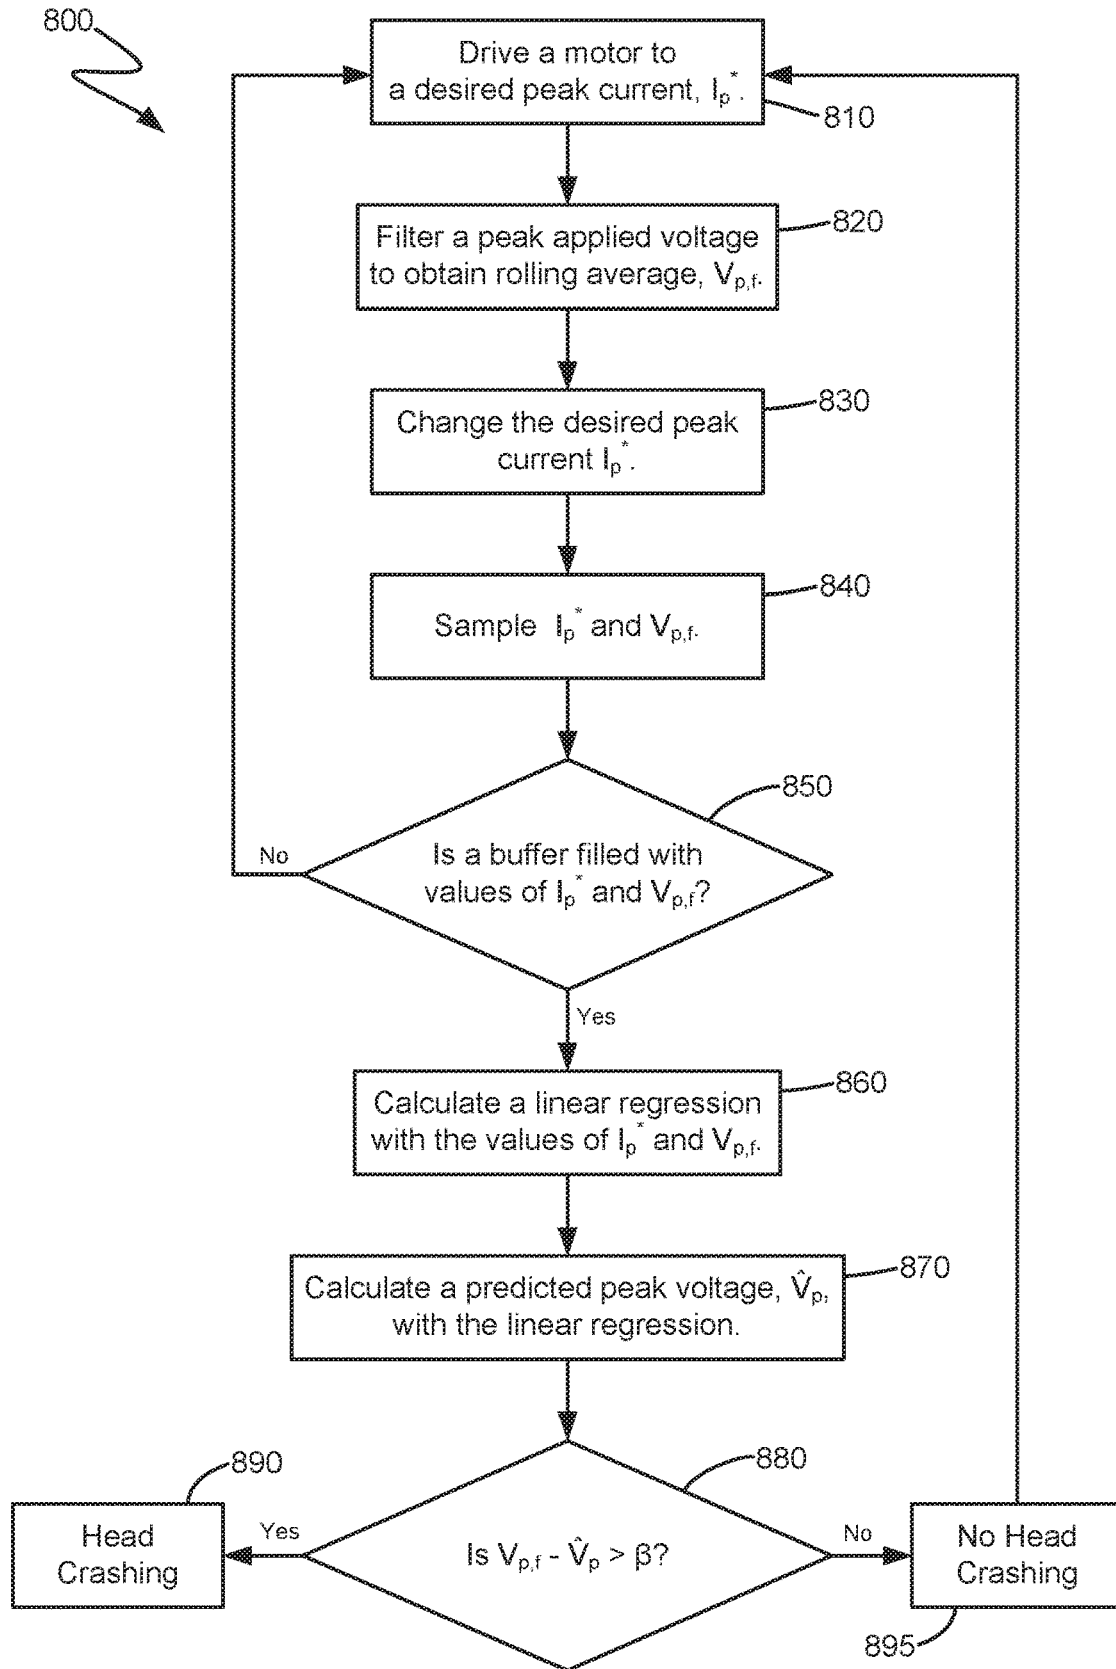 800
Drive a motor to
a desired peak current, Iₚ*.
810
Filter a peak applied voltage
to obtain rolling average, Vₚ,f.
820
Change the desired peak
current Iₚ*.
830
Sample Iₚ* and Vₚ,f.
840
Is a buffer filled with
values of Iₚ* and Vₚ,f?
850
No
Yes
Calculate a linear regression
with the values of Iₚ* and Vₚ,f.
860
Calculate a predicted peak voltage, V̂ₚ,
with the linear regression.
870
Is Vₚ,f - V̂ₚ > β?
880
Yes
No
Head
Crashing
890
No Head
Crashing
895